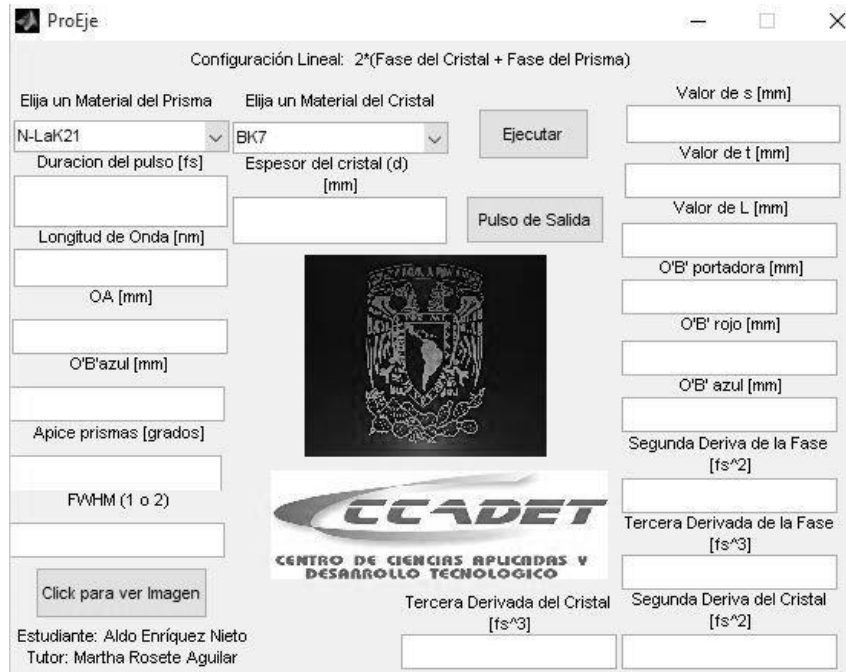 ProEje
Configuración Lineal: 2*(Fase del Cristal + Fase del Prisma)
Elija un Material del Prisma
N-LaK21
Duracion del pulso [fs]
Longitud de Onda [nm]
OA [mm]
O'B'azul [mm]
Apice prismas [grados]
FWHM (1 o 2)
Click para ver Imagen
Estudiante: Aldo Enríquez Nieto
Tutor: Martha Rosete Aguilar
Elija un Material del Cristal
BK7
Espesor del cristal (d)
[mm]
Ejecutar
Pulso de Salida
CCADET
CENTRO DE CIENCIAS APLICADAS Y
DESARROLLO TECNOLOGICO
Valor de s [mm]
Valor de t [mm]
Valor de L [mm]
O'B' portadora [mm]
O'B' rojo [mm]
O'B' azul [mm]
Segunda Deriva de la Fase
[fs^2]
Tercera Derivada de la Fase
[fs^3]
Tercera Derivada del Cristal
[fs^3]
Segunda Deriva del Cristal
[fs^2]